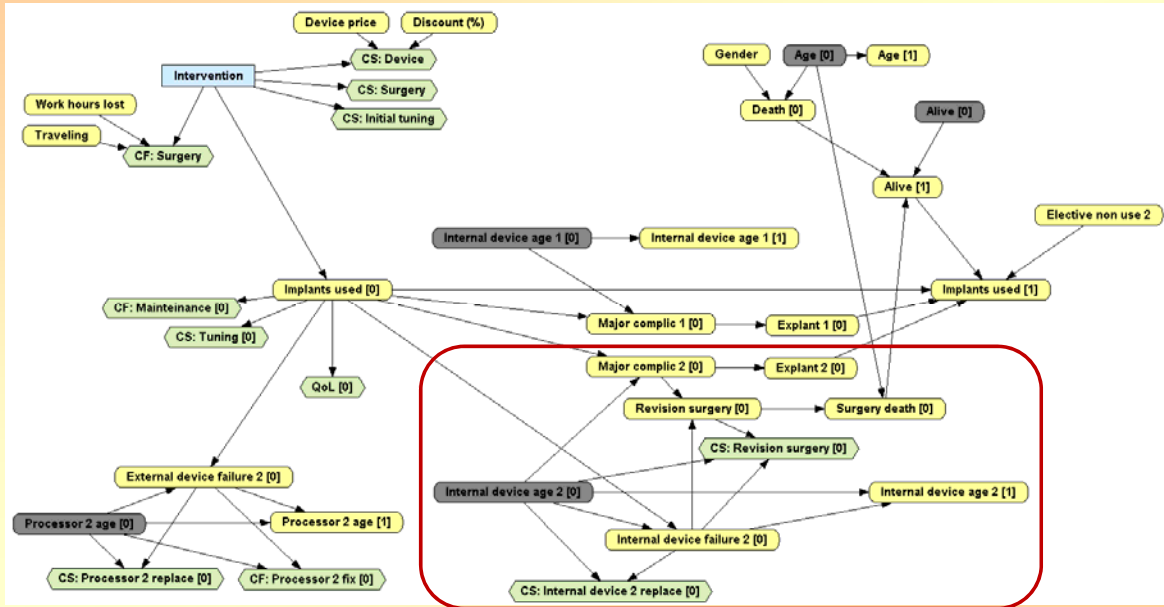 Device price
Discount (%)
CS: Device
Gender
Age [0]
Age [1]
Intervention
CS: Surgery
Work hours lost
Death [0]
Alive [0]
CS: Initial tuning
Traveling
CF: Surgery
Alive [1]
Elective non use 2
Internal device age 1 [0]
Internal device age 1 [1]
Implants used [0]
Implants used [1]
CF: Mainteinance [0]
CS: Tuning [0]
Major complic 1 [0]
Explant 1 [0]
Major complic 2 [0]
Explant 2 [0]
QoL [0]
Revision surgery [0]
Surgery death [0]
CS: Revision surgery [0]
External device failure 2 [0]
Internal device age 2 [0]
Internal device age 2 [1]
Processor 2 age [0]
Processor 2 age [1]
Internal device failure 2 [0]
CS: Processor 2 replace [0]
CF: Processor 2 fix [0]
CS: Internal device 2 replace [0]